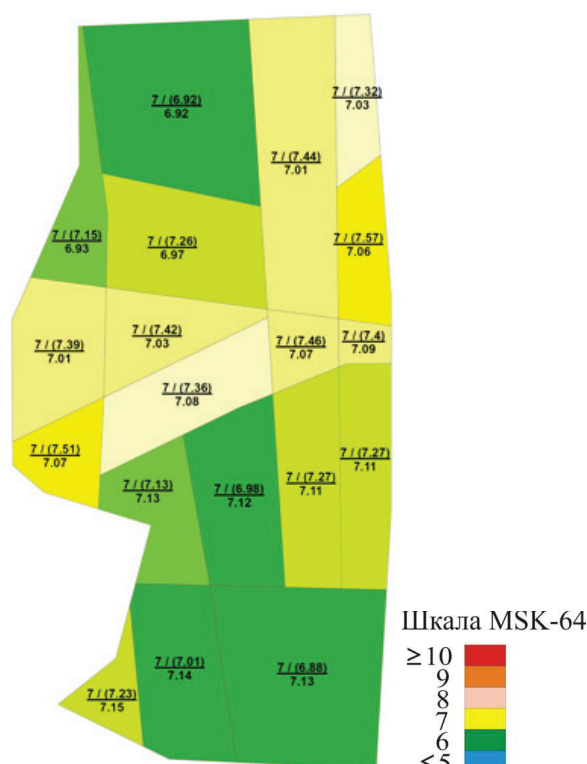 7 / (6.92)
6.92
7 / (7.32)
7.03
7 / (7.44)
7.01
7 / (7.15)
6.93
7 / (7.26)
6.97
7 / (7.57)
7.06
7 / (7.39)
7.01
7 / (7.42)
7.03
7 / (7.46)
7.07
7 / (7.4)
7.09
7 / (7.36)
7.08
7 / (7.51)
7.07
7 / (7.13)
7.13
7 / (6.98)
7.12
7 / (7.27)
7.11
7 / (7.27)
7.11
7 / (7.23)
7.15
7 / (7.01)
7.14
7 / (6.88)
7.13
Шкала MSK-64
≥10
9
8
7
6
≤5